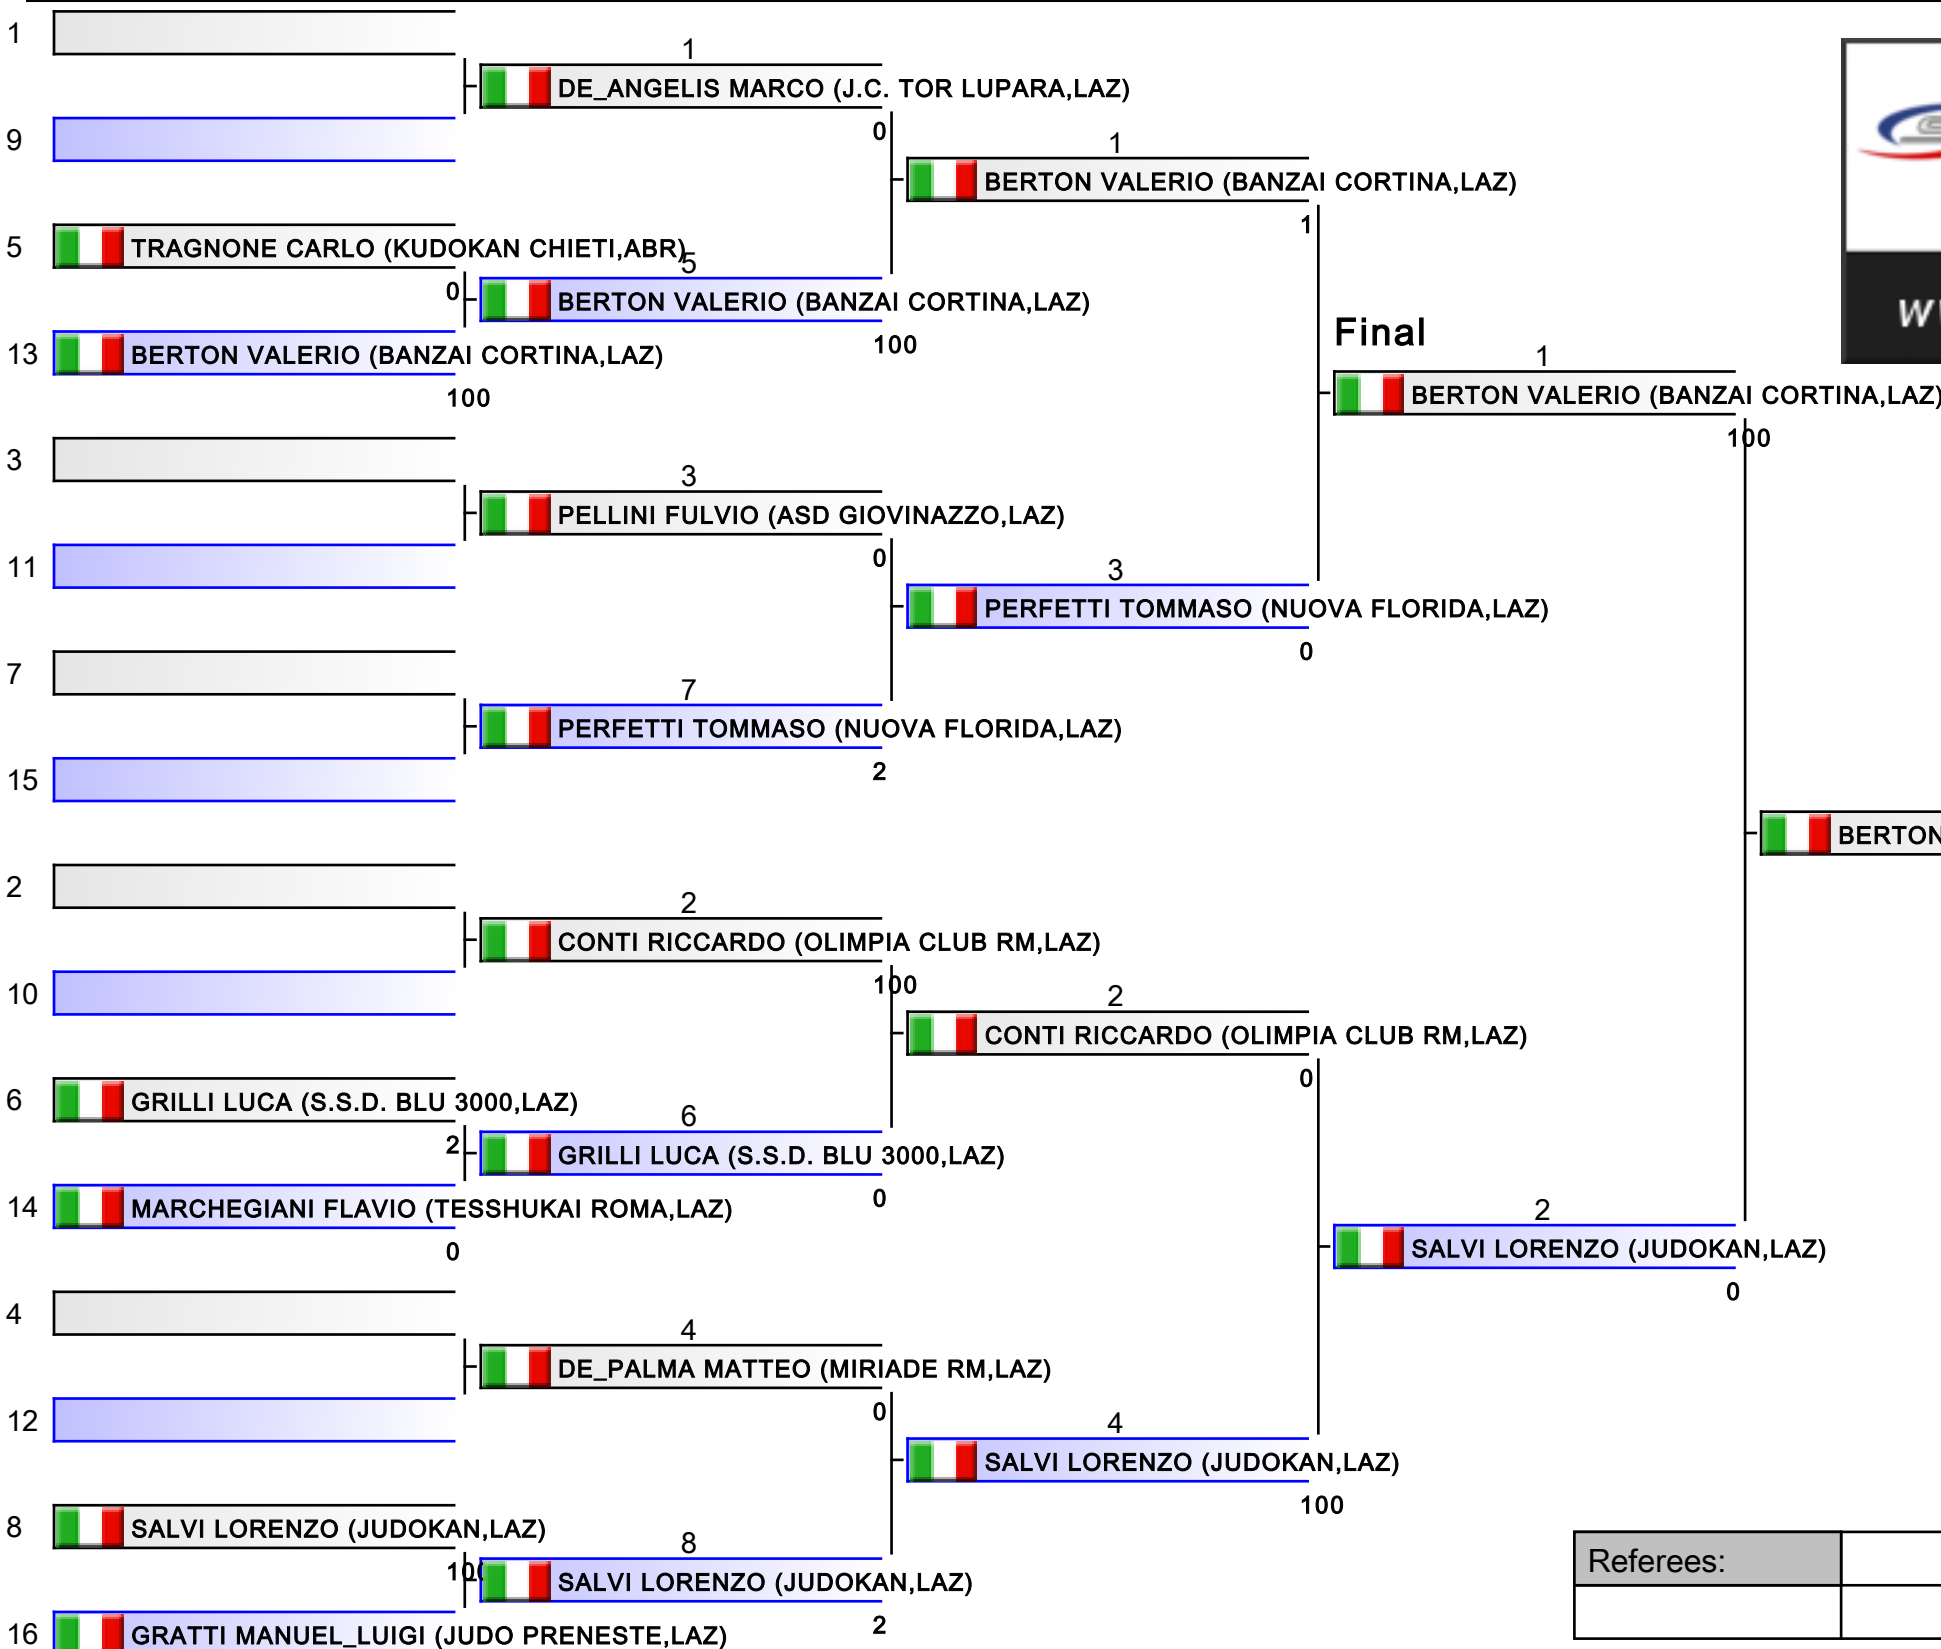 1
1
DE_ANGELIS MARCO (J.C. TOR LUPARA,LAZ)
0
9
1
BERTON VALERIO (BANZAI CORTINA,LAZ)
1
5
TRAGNONE CARLO (KUDOKAN CHIETI,ABR)
0
5
BERTON VALERIO (BANZAI CORTINA,LAZ)
100
13
BERTON VALERIO (BANZAI CORTINA,LAZ)
100
Final
1
BERTON VALERIO (BANZAI CORTINA,LAZ)
100
3
3
PELLINI FULVIO (ASD GIOVINAZZO,LAZ)
0
11
3
PERFETTI TOMMASO (NUOVA FLORIDA,LAZ)
0
7
7
PERFETTI TOMMASO (NUOVA FLORIDA,LAZ)
2
15
BERTON
2
2
CONTI RICCARDO (OLIMPIA CLUB RM,LAZ)
100
10
2
CONTI RICCARDO (OLIMPIA CLUB RM,LAZ)
0
6
GRILLI LUCA (S.S.D. BLU 3000,LAZ)
2
6
GRILLI LUCA (S.S.D. BLU 3000,LAZ)
0
14
MARCHEGIANI FLAVIO (TESSHUKAI ROMA,LAZ)
0
2
SALVI LORENZO (JUDOKAN,LAZ)
0
4
4
DE_PALMA MATTEO (MIRIADE RM,LAZ)
0
12
4
SALVI LORENZO (JUDOKAN,LAZ)
100
8
SALVI LORENZO (JUDOKAN,LAZ)
100
8
SALVI LORENZO (JUDOKAN,LAZ)
2
16
GRATTI MANUEL_LUIGI (JUDO PRENESTE,LAZ)
Referees: